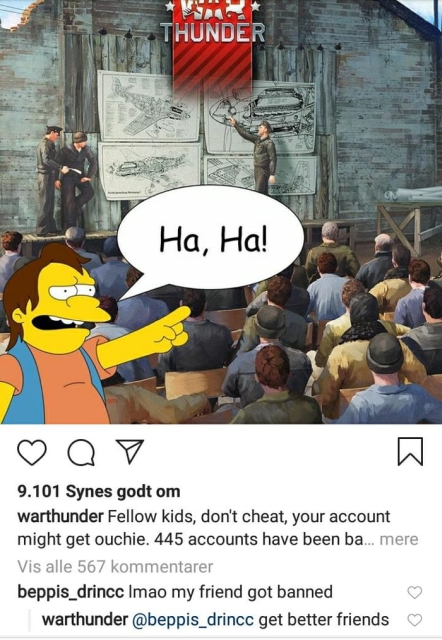 WAR
THUNDER
Ha, Ha!
9.101 Synes godt om
warthunder Fellow kids, don't cheat, your account
might get ouchie. 445 accounts have been ba... mere
Vis alle 567 kommentarer
beppis_drincc lmao my friend got banned
warthunder @beppis_drincc get better friends